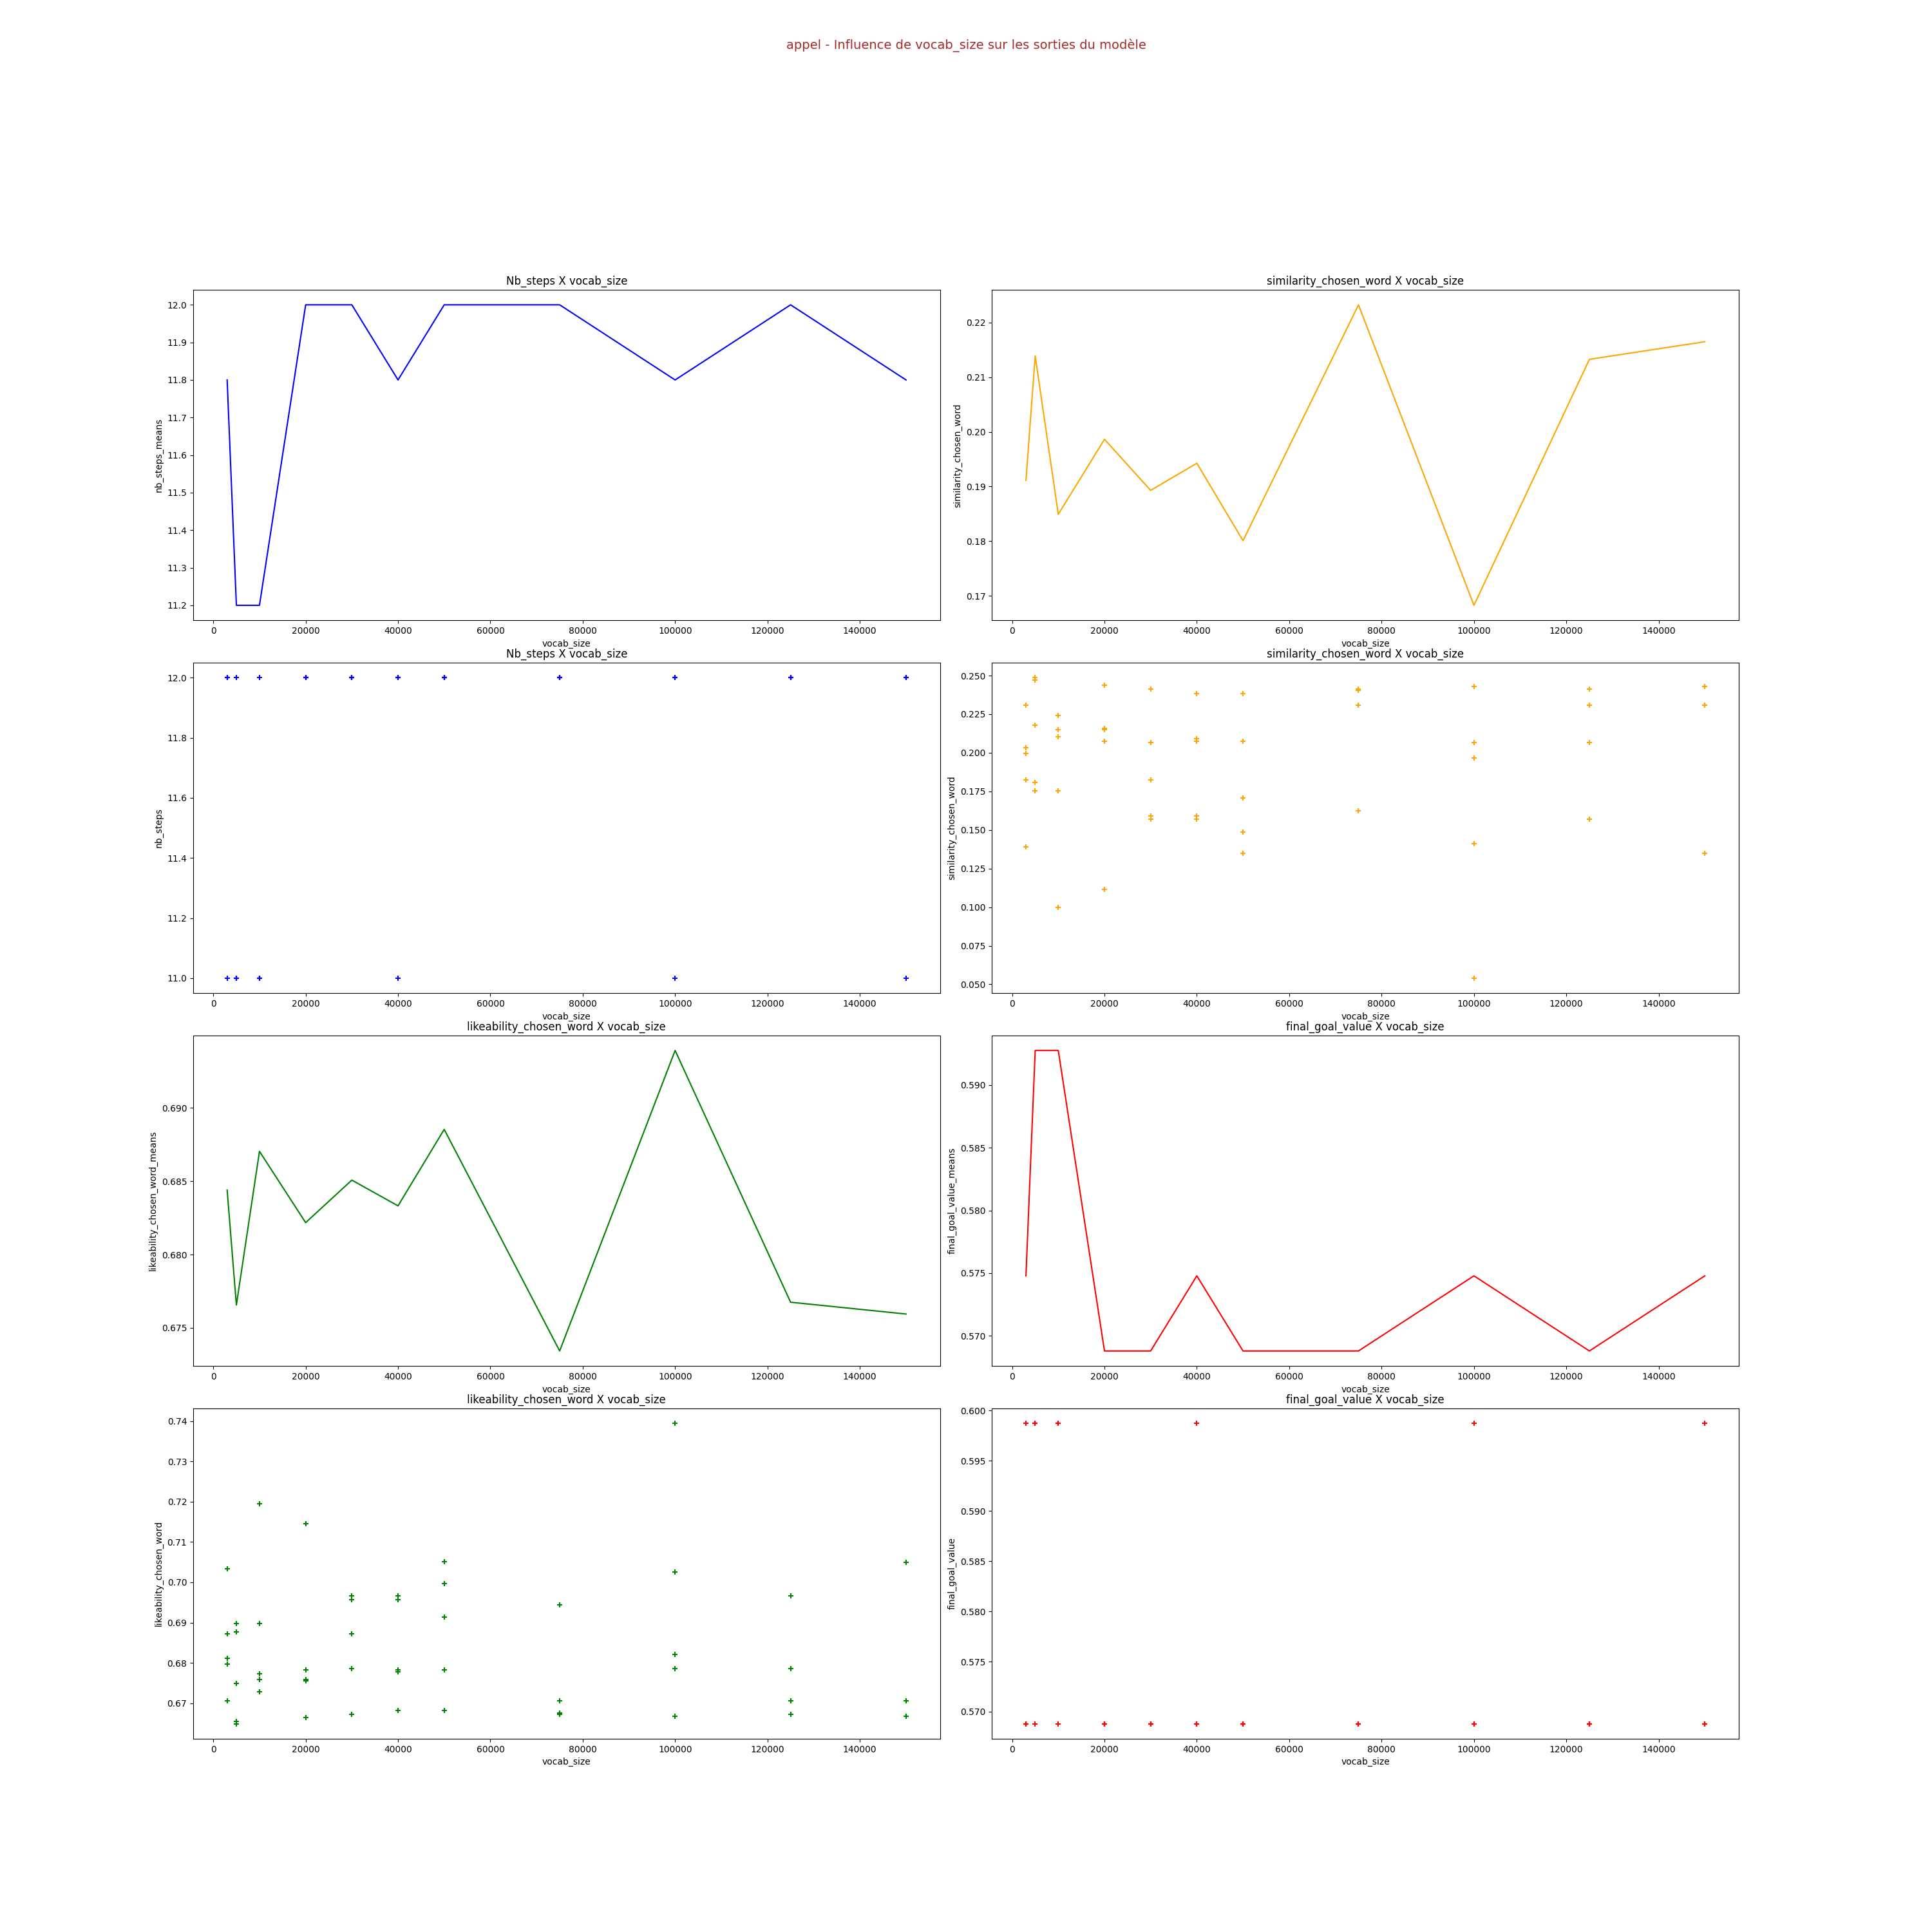 appel - Influence de vocab_size sur les sorties du modèle
Nb_steps X vocab_size
12.0
11.9
11.8
11.7
11.6
11.5
11.4
11.3
11.2
nb_steps_means
0 20000 40000 60000 80000 100000 120000 140000
vocab_size
similarity_chosen_word X vocab_size
0.22
0.21
0.20
0.19
0.18
0.17
similarity_chosen_word
0 20000 40000 60000 80000 100000 120000 140000
vocab_size
Nb_steps X vocab_size
12.0
11.8
11.6
11.4
11.2
11.0
nb_steps
0 20000 40000 60000 80000 100000 120000 140000
vocab_size
similarity_chosen_word X vocab_size
0.250
0.225
0.200
0.175
0.150
0.125
0.100
0.075
0.050
similarity_chosen_word
0 20000 40000 60000 80000 100000 120000 140000
vocab_size
likeability_chosen_word X vocab_size
0.690
0.685
0.680
0.675
likeability_chosen_word_means
0 20000 40000 60000 80000 100000 120000 140000
vocab_size
final_goal_value X vocab_size
0.590
0.585
0.580
0.575
0.570
final_goal_value_means
0 20000 40000 60000 80000 100000 120000 140000
vocab_size
likeability_chosen_word X vocab_size
0.74
0.73
0.72
0.71
0.70
0.69
0.68
0.67
likeability_chosen_word
0 20000 40000 60000 80000 100000 120000 140000
vocab_size
final_goal_value X vocab_size
0.600
0.595
0.590
0.585
0.580
0.575
0.570
final_goal_value
0 20000 40000 60000 80000 100000 120000 140000
vocab_size